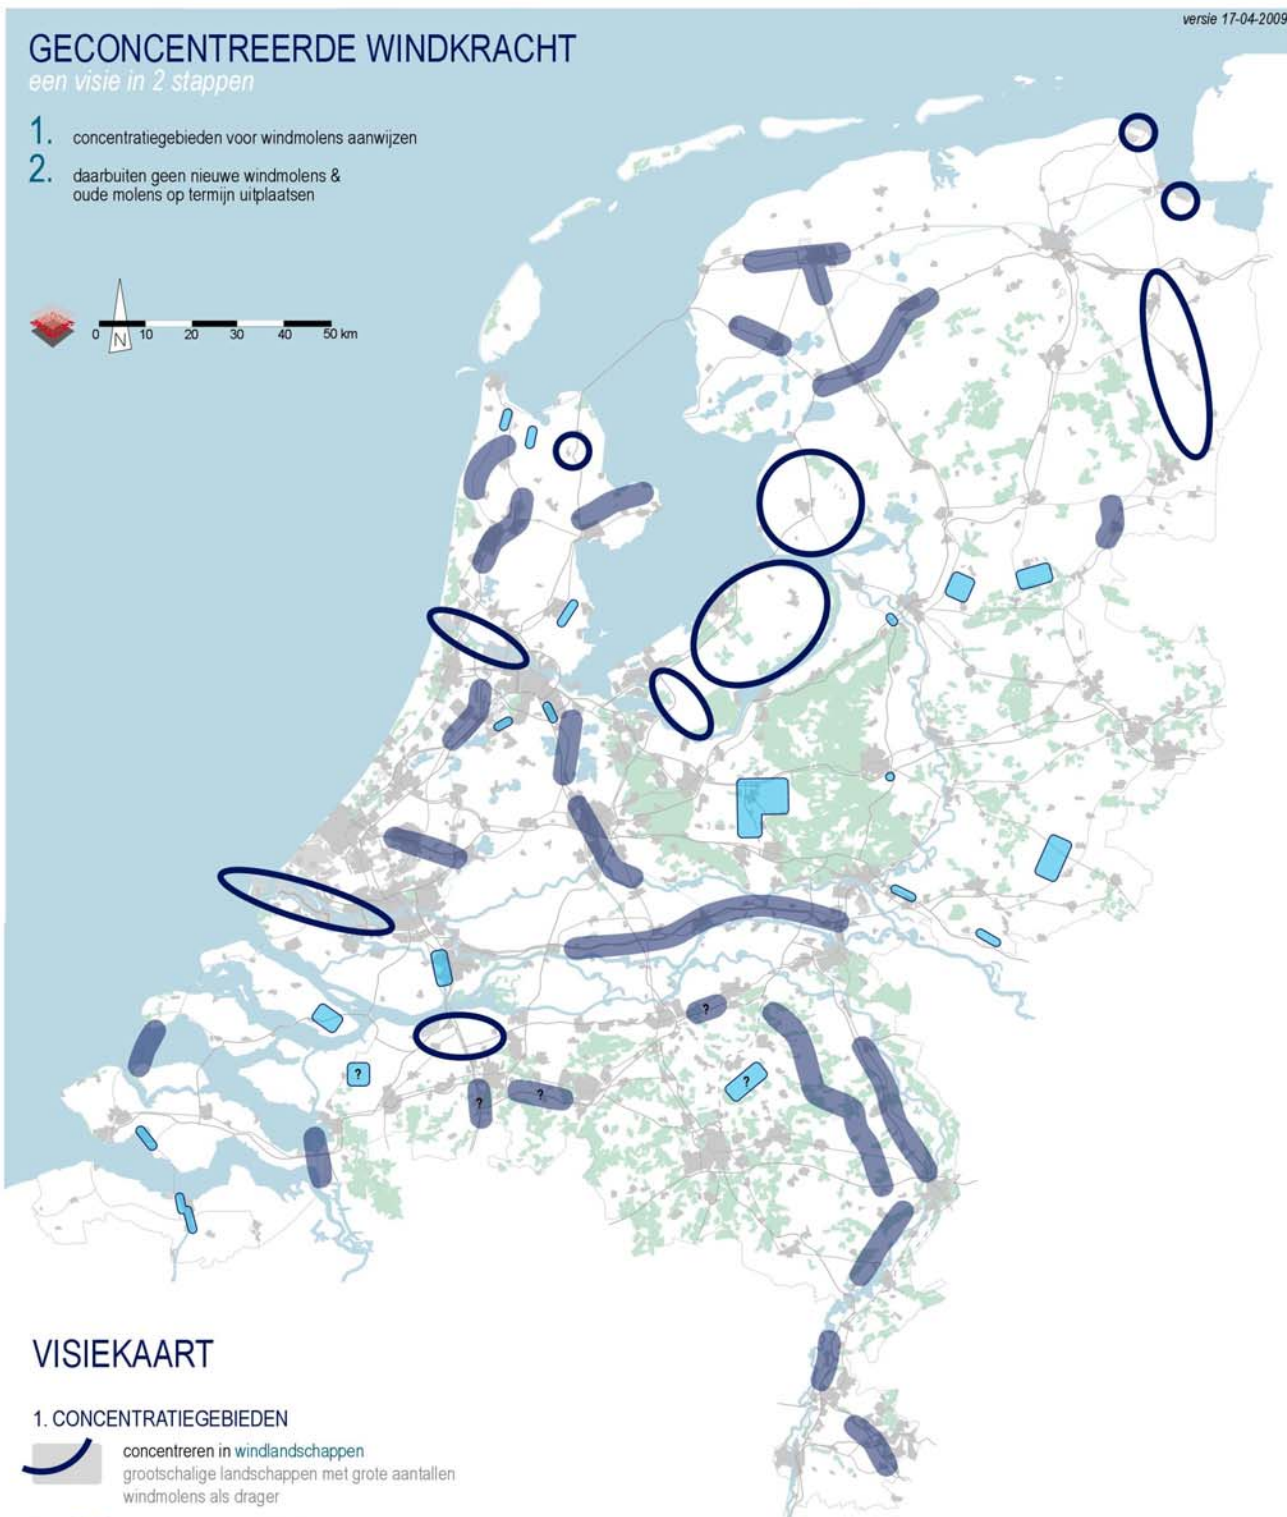 versie 17-04-2009
GECONCENTREERDE WINDKRACHT
een visie in 2 stappen
1. concentratiegebieden voor windmolens aanwijzen
2. daarbuiten geen nieuwe windmolens &
oude molens op termijn uitplaatsen
N
0 10 20 30 40 50 km
?
?
?
?
?
VISIEKAART
1. CONCENTRATIEGEBIEDEN
concentreren in windlandschappen
grootschalige landschappen met grote aantallen
windmolens als drager